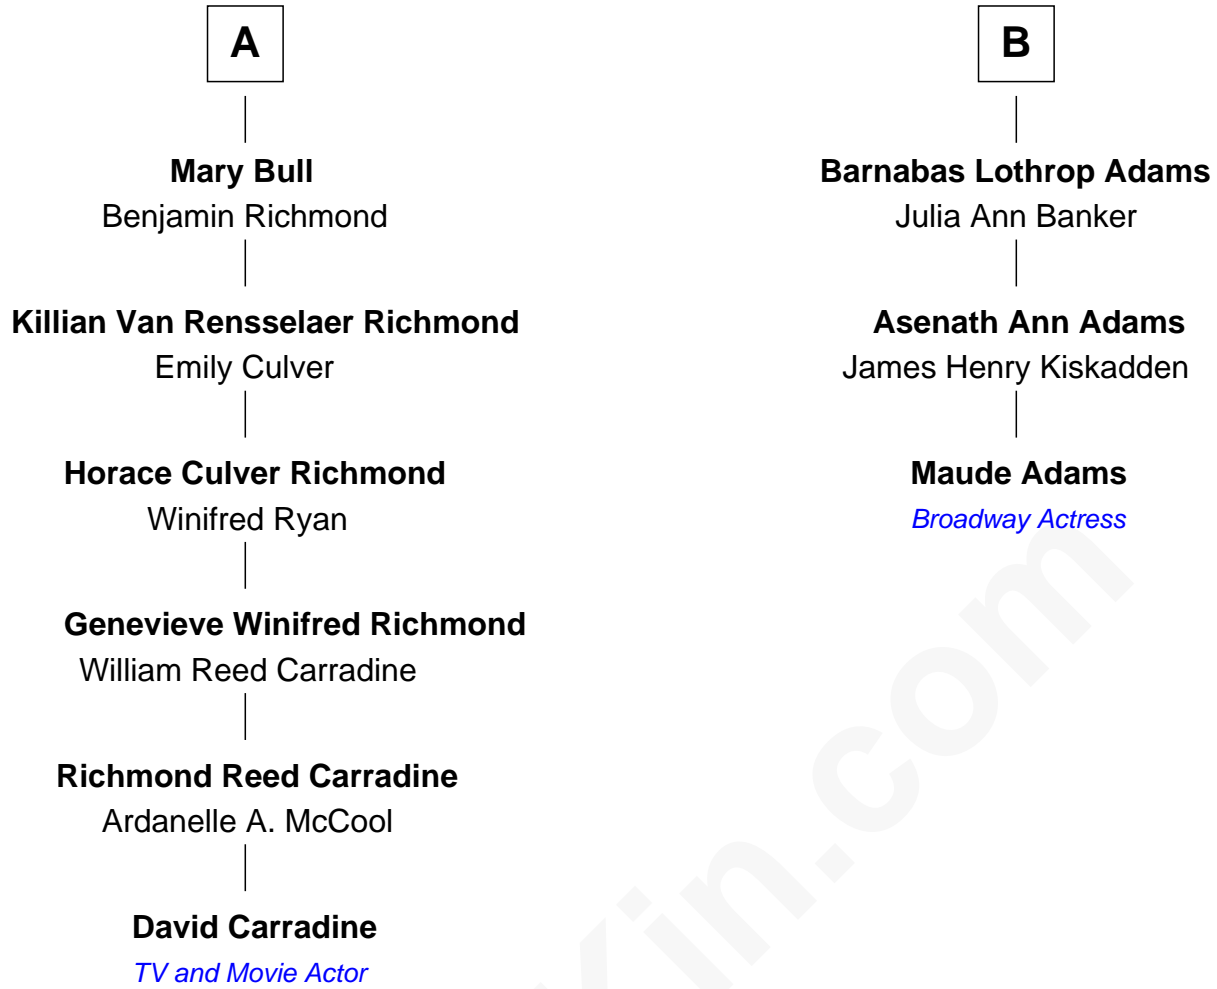 A
Mary Bull
Benjamin Richmond
Killian Van Rensselaer Richmond
Emily Culver
Horace Culver Richmond
Winifred Ryan
Genevieve Winifred Richmond
William Reed Carradine
Richmond Reed Carradine
Ardanelle A. McCool
David Carradine
TV and Movie Actor
B
Barnabas Lothrop Adams
Julia Ann Banker
Asenath Ann Adams
James Henry Kiskadden
Maude Adams
Broadway Actress
Kin.com